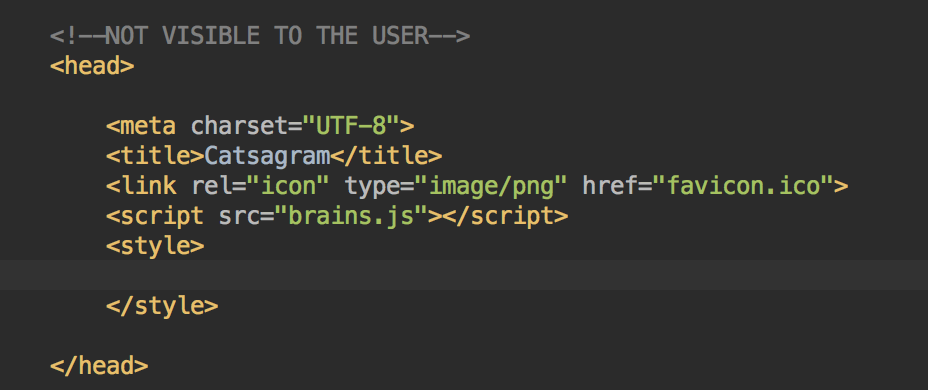 <!--NOT VISIBLE TO THE USER-->
<head>
<meta charset="UTF-8">
<title>Catsagram</title>
<link rel="icon" type="image/png" href="favicon.ico">
<script src="brains.js"></script>
<style>
</style>
</head>